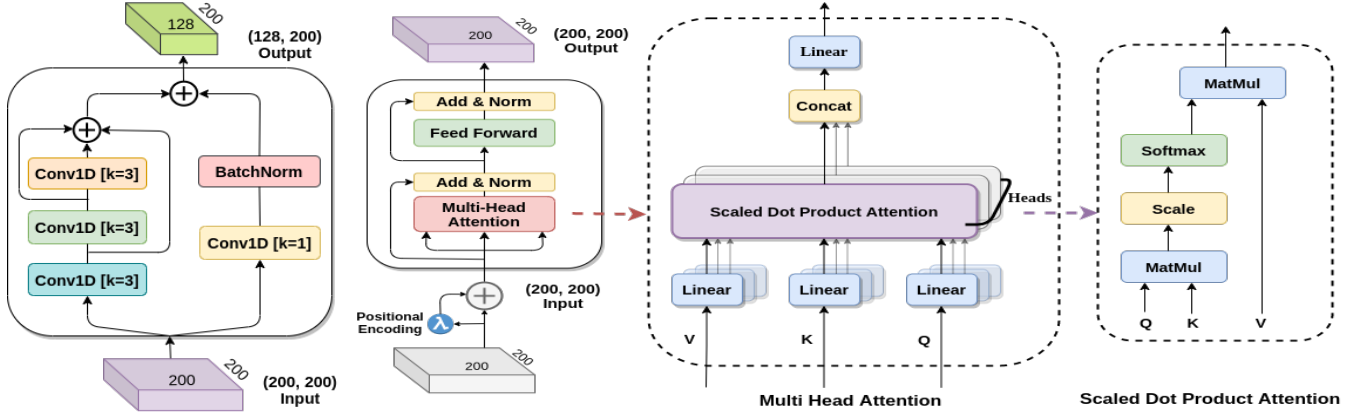 128
200
(128, 200)
Output
Conv1D [k=3]
Conv1D [k=3]
Conv1D [k=3]
BatchNorm
Conv1D [k=1]
200
200
(200, 200)
Input
200
200
(200, 200)
Output
Add & Norm
Feed Forward
Add & Norm
Multi-Head
Attention
(200, 200)
Input
Positional
Encoding
λ
200
200
Linear
Concat
Scaled Dot Product Attention
Heads
Linear
Linear
Linear
V
K
Q
Multi Head Attention
MatMul
Softmax
Scale
MatMul
Q
K
V
Scaled Dot Product Attention